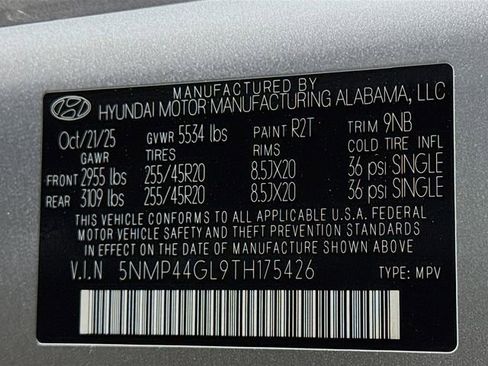 MANUFACTURED BY
HYUNDAI MOTOR MANUFACTURING ALABAMA, LLC
Oct/21/25 GVWR 5534 lbs PAINT R2T TRIM 9NB
GAWR TIRES RIMS COLD TIRE INFL
FRONT 2955 lbs 255/45R20 8.5JX20 36 psi SINGLE
REAR 3109 lbs 255/45R20 8.5JX20 36 psi SINGLE
THIS VEHICLE CONFORMS TO ALL APPLICABLE U.S.A. FEDERAL
MOTOR VEHICLE SAFETY AND THEFT PREVENTION STANDARDS
IN EFFECT ON THE DATE OF MANUFACTURE SHOWN ABOVE.
V.I.N 5NMP44GL9TH175426 TYPE: MPV